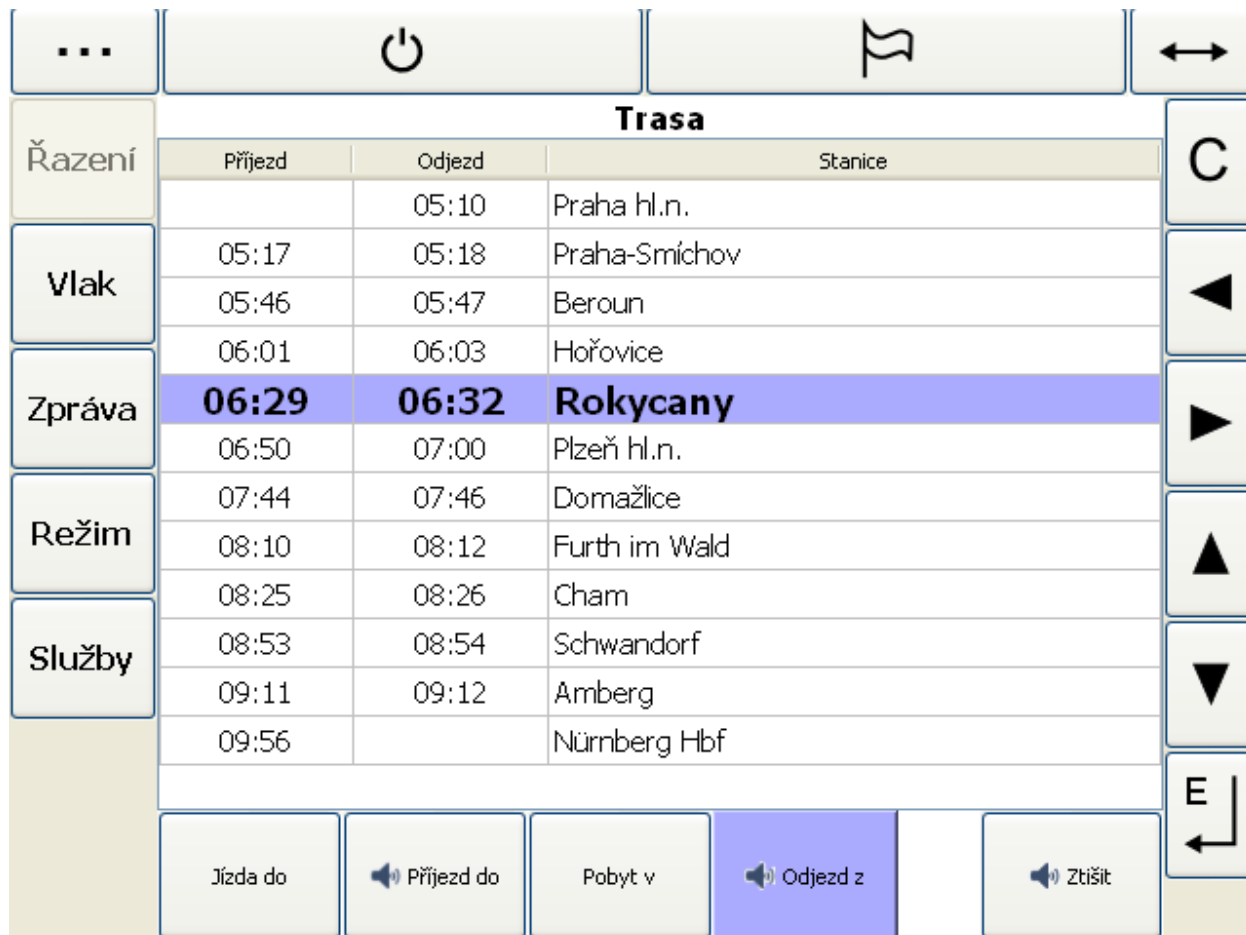 ...
Trasa
Řazení
Příjezd Odjezd Stanice
C
05:10 Praha hl.n.
05:17 05:18 Praha-Smíchov
Vlak
05:46 05:47 Beroun
06:01 06:03 Hořovice
06:29 06:32 Rokycany
Zpráva
06:50 07:00 Plzeň hl.n.
07:44 07:46 Domažlice
Režim
08:10 08:12 Furth im Wald
08:25 08:26 Cham
08:53 08:54 Schwandorf
Služby
09:11 09:12 Amberg
09:56 Nürnberg Hbf
E
Jízda do Příjezd do Pobyt v Odjezd z Ztišit